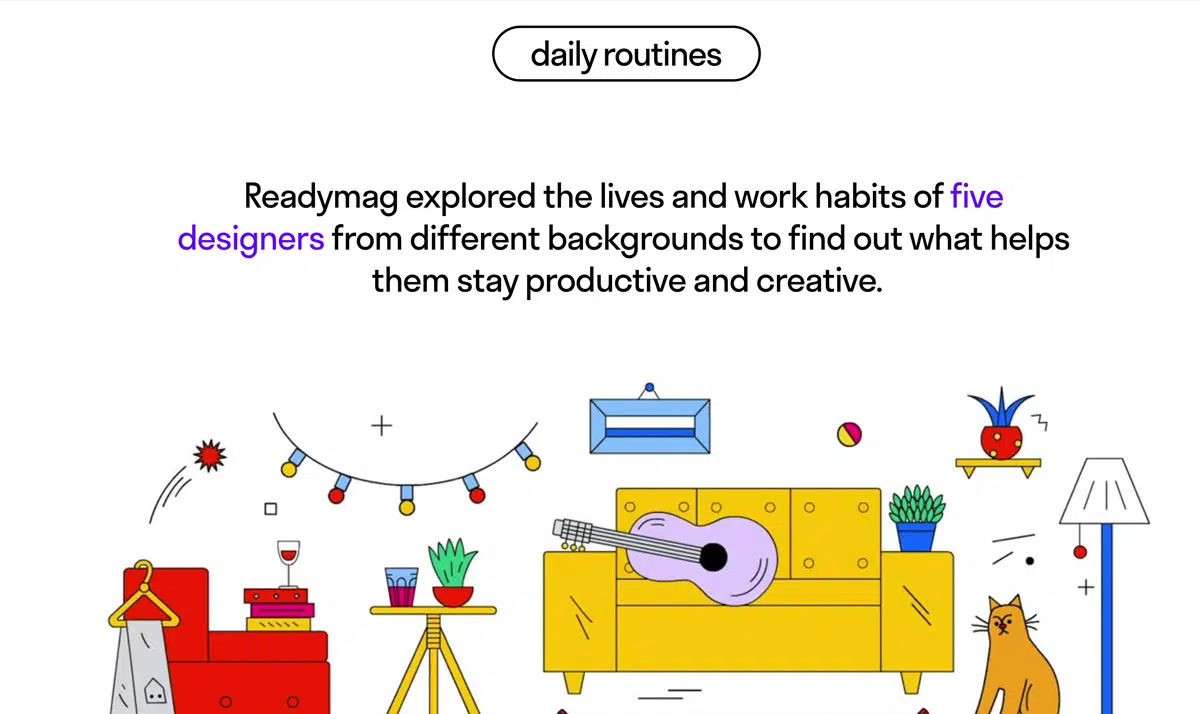 daily routines
Readymag explored the lives and work habits of five
designers from different backgrounds to find out what helps
them stay productive and creative.